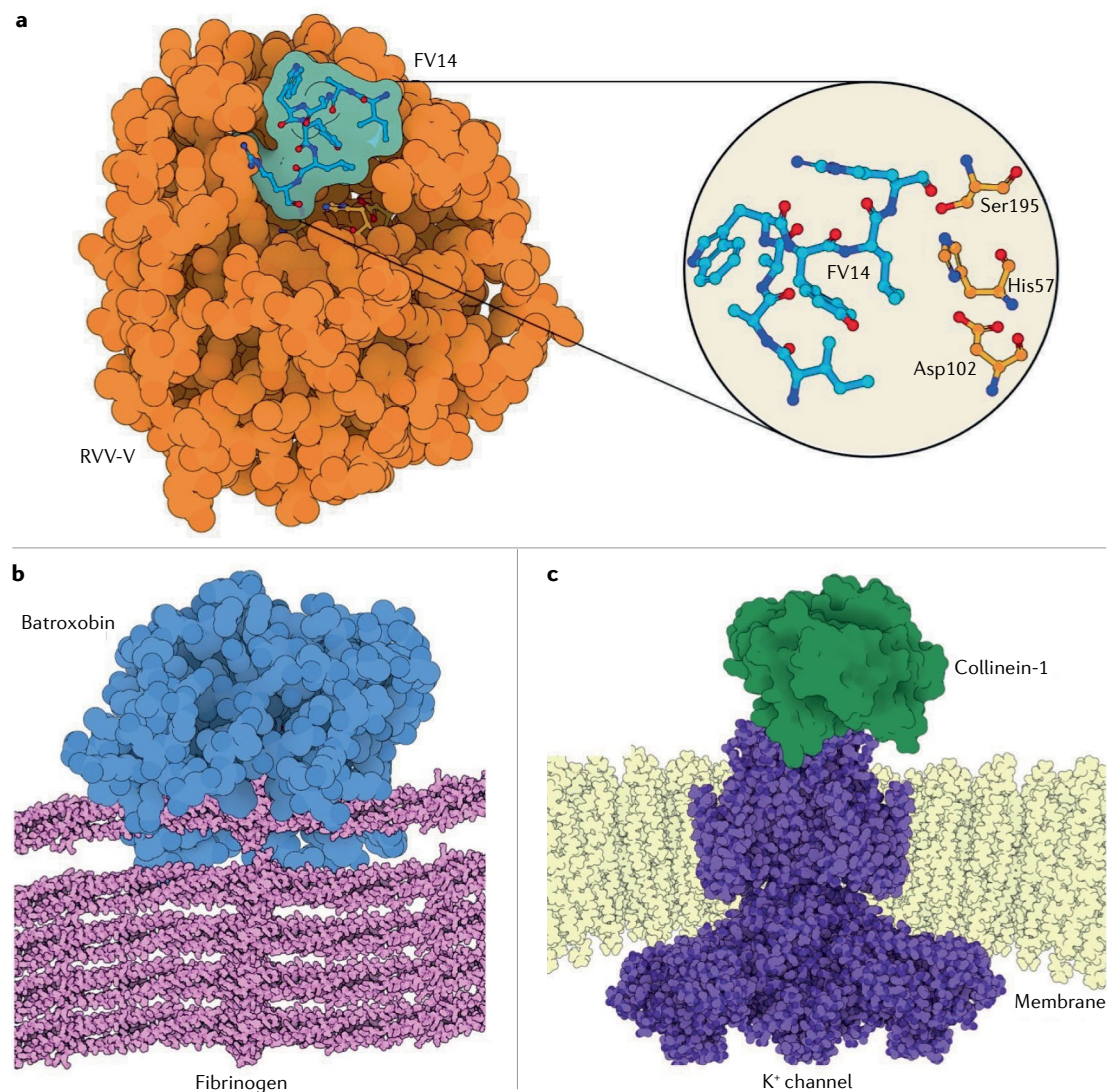 a
FV14
RVV-V
FV14
Ser195
His57
Asp102
b
Batroxobin
Fibrinogen
c
Collinein-1
Membrane
K⁺ channel